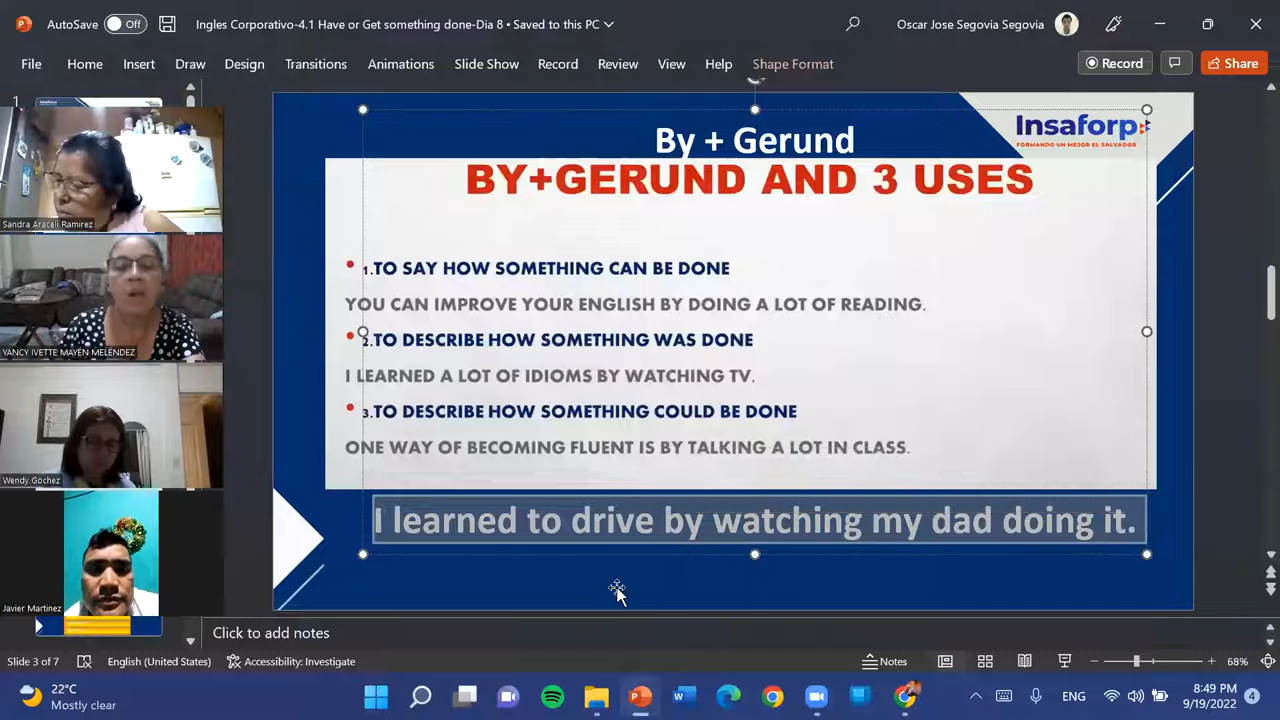 AutoSave Off Ingles Corporativo-4.1 Have or Get something done-Dia 8 • Saved to this PC Oscar Jose Segovia Segovia
File Home Insert Draw Design Transitions Animations Slide Show Record Review View Help Shape Format Record Share
1
Sandra Araceli Ramirez
YANCY IVETTE MAYÉN MELÉNDEZ
Wendy Gochez
Javier Martinez
By + Gerund
Insaforp
FORMANDO UN MEJOR EL SALVADOR
BY+GERUND AND 3 USES
• 1.TO SAY HOW SOMETHING CAN BE DONE
YOU CAN IMPROVE YOUR ENGLISH BY DOING A LOT OF READING.
• 2.TO DESCRIBE HOW SOMETHING WAS DONE
I LEARNED A LOT OF IDIOMS BY WATCHING TV.
• 3.TO DESCRIBE HOW SOMETHING COULD BE DONE
ONE WAY OF BECOMING FLUENT IS BY TALKING A LOT IN CLASS.
I learned to drive by watching my dad doing it.
Click to add notes
Slide 3 of 7 English (United States) Accessibility: Investigate Notes 68%
22°C
Mostly clear
ENG
8:49 PM
9/19/2022
4